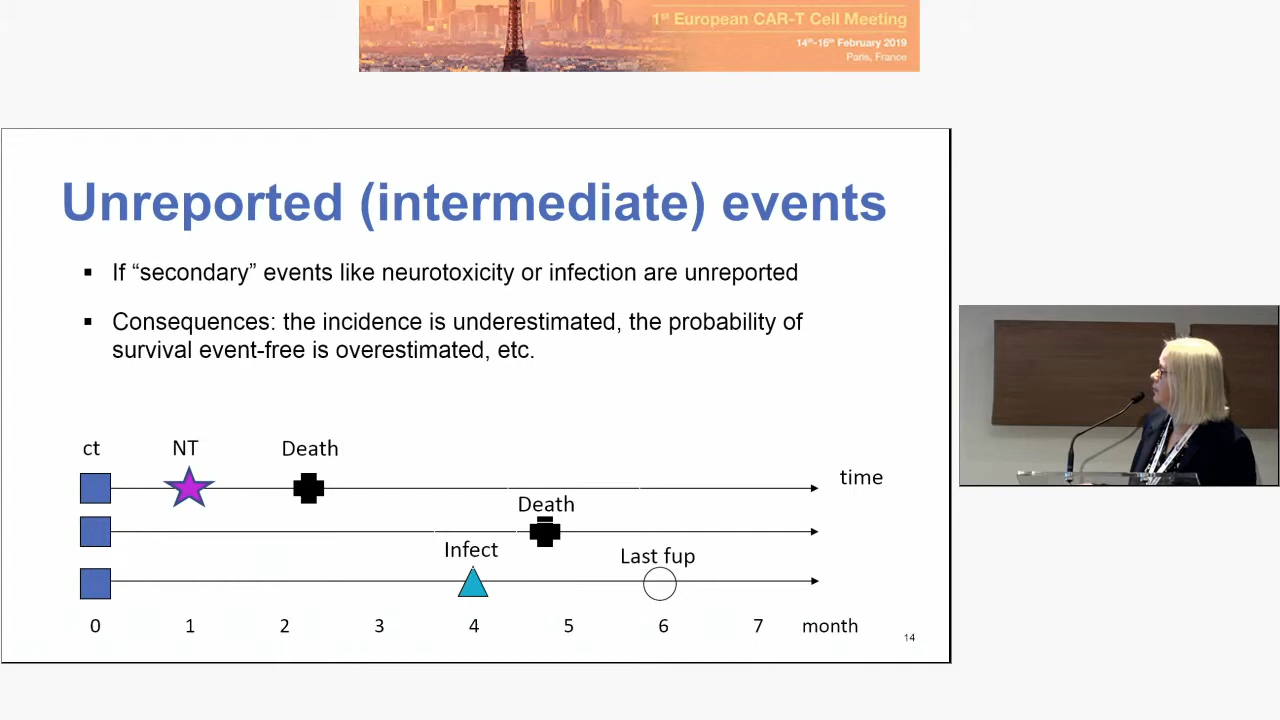 1st European CAR-T Cell Meeting
14th-16th February 2019
Paris, France
Unreported (intermediate) events
▪ If “secondary” events like neurotoxicity or infection are unreported
▪ Consequences: the incidence is underestimated, the probability of
survival event-free is overestimated, etc.
ct NT Death
time
Death
Infect Last fup
0 1 2 3 4 5 6 7 month
14